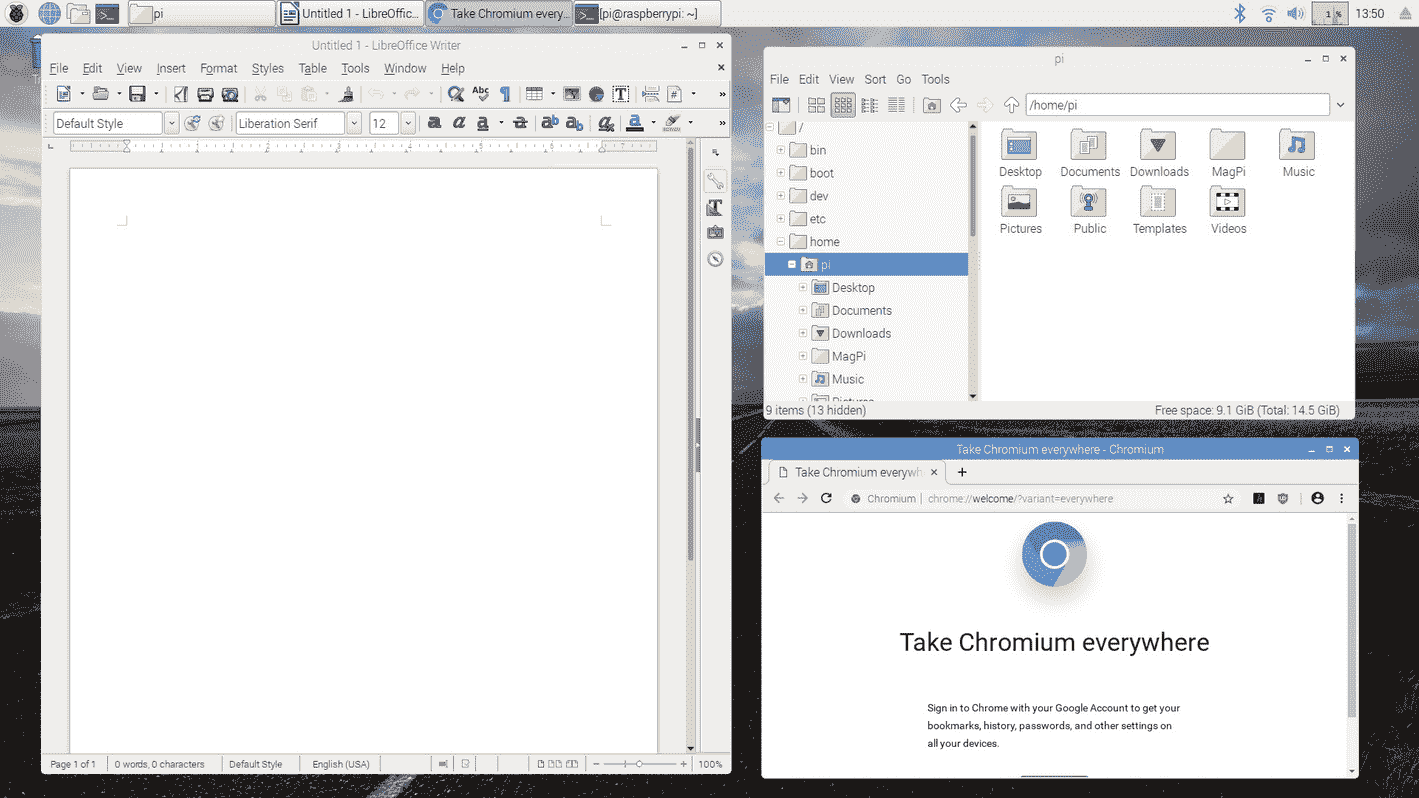 pi
Untitled 1 - LibreOffic...
Take Chromium every...
[pi@raspberrypi: ~]
1 %
13:50
Untitled 1 - LibreOffice Writer
File Edit View Insert Format Styles Table Tools Window Help
Default Style
Liberation Serif
12
Page 1 of 1
0 words, 0 characters
Default Style
English (USA)
100%
pi
File Edit View Sort Go Tools
/home/pi
/
bin
boot
dev
etc
home
pi
Desktop
Documents
Downloads
MagPi
Music
Pictures
Desktop Documents Downloads MagPi Music
Pictures Public Templates Videos
9 items (13 hidden)
Free space: 9.1 GiB (Total: 14.5 GiB)
Take Chromium everywhere - Chromium
Take Chromium everywh
Chromium | chrome://welcome/?variant=everywhere
Take Chromium everywhere
Sign in to Chrome with your Google Account to get your
bookmarks, history, passwords, and other settings on
all your devices.